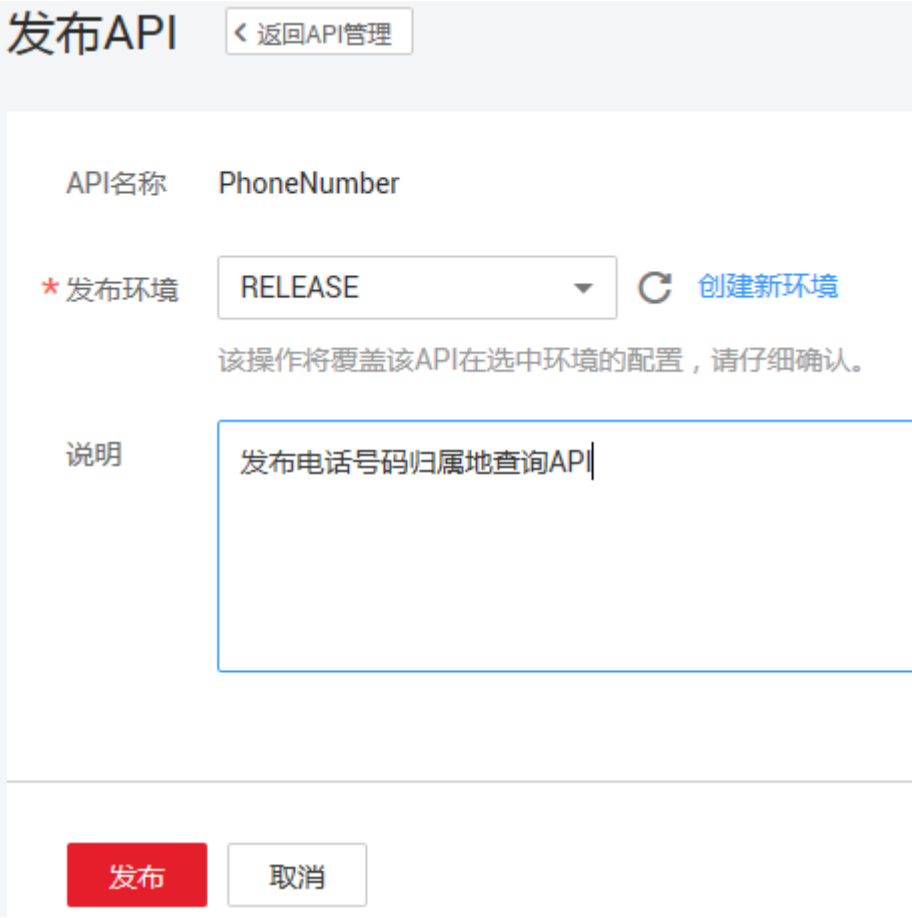 发布API
返回API管理
API名称 PhoneNumber
* 发布环境 RELEASE 创建新环境
该操作将覆盖该API在选中环境的配置，请仔细确认。
说明 发布电话号码归属地查询API
发布 取消